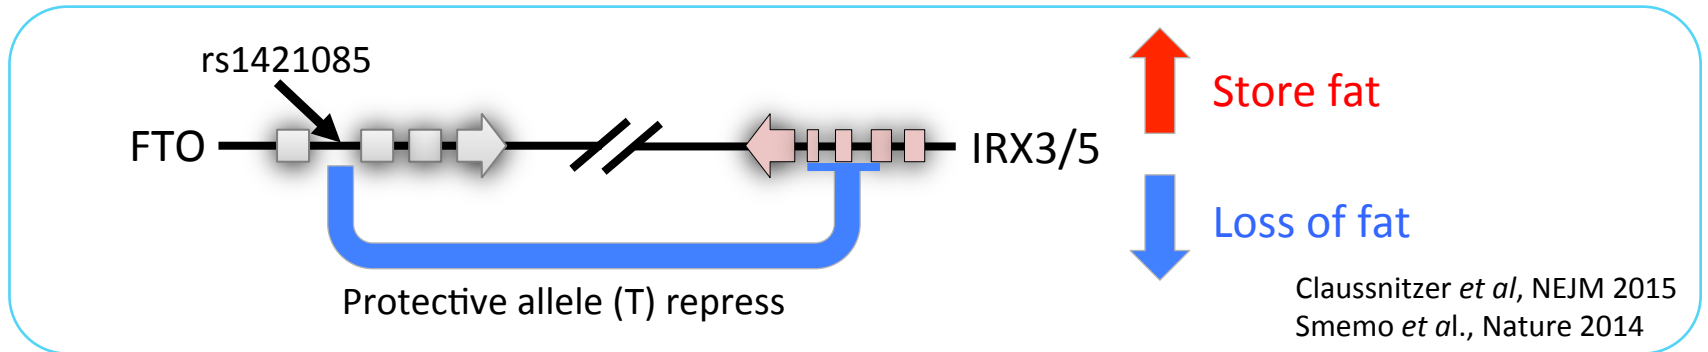 rs1421085
FTO
IRX3/5
Protective allele (T) repress
Store fat
Loss of fat
Claussnitzer et al, NEJM 2015
Smemo et al., Nature 2014